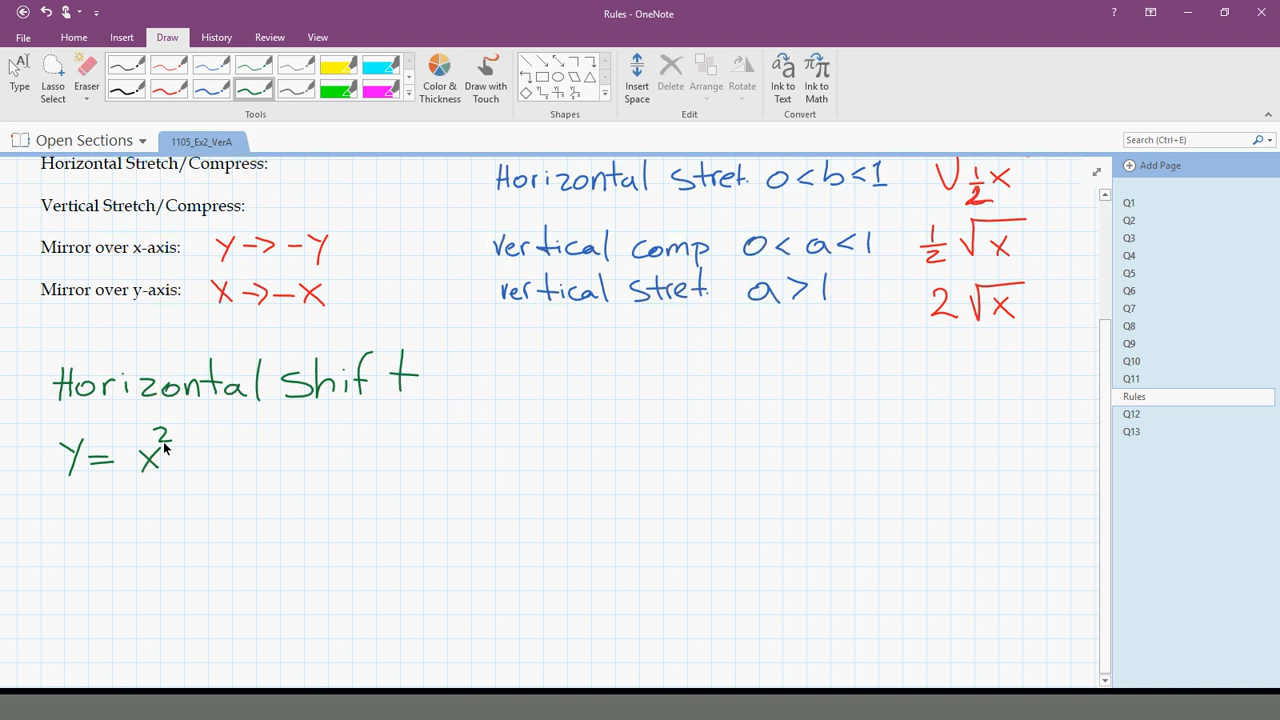 Rules - OneNote
?
File Home Insert Draw History Review View
Type
Lasso Select
Eraser
Color & Thickness
Draw with Touch
Insert Space
Delete
Arrange
Rotate
Ink to Text
Ink to Math
Tools
Shapes
Edit
Convert
Open Sections
1105_Ex2_VerA
Search (Ctrl+E)
Add Page
Horizontal Stretch/Compress:
Horizontal Stret. 0 < b < 1 √½x
Vertical Stretch/Compress:
Mirror over x-axis: Y -> -Y
vertical comp 0 < a < 1 ½√x
Mirror over y-axis: X -> -X
vertical stret. a > 1 2√x
Horizontal Shift
Y = x²
Q1
Q2
Q3
Q4
Q5
Q6
Q7
Q8
Q9
Q10
Q11
Rules
Q12
Q13